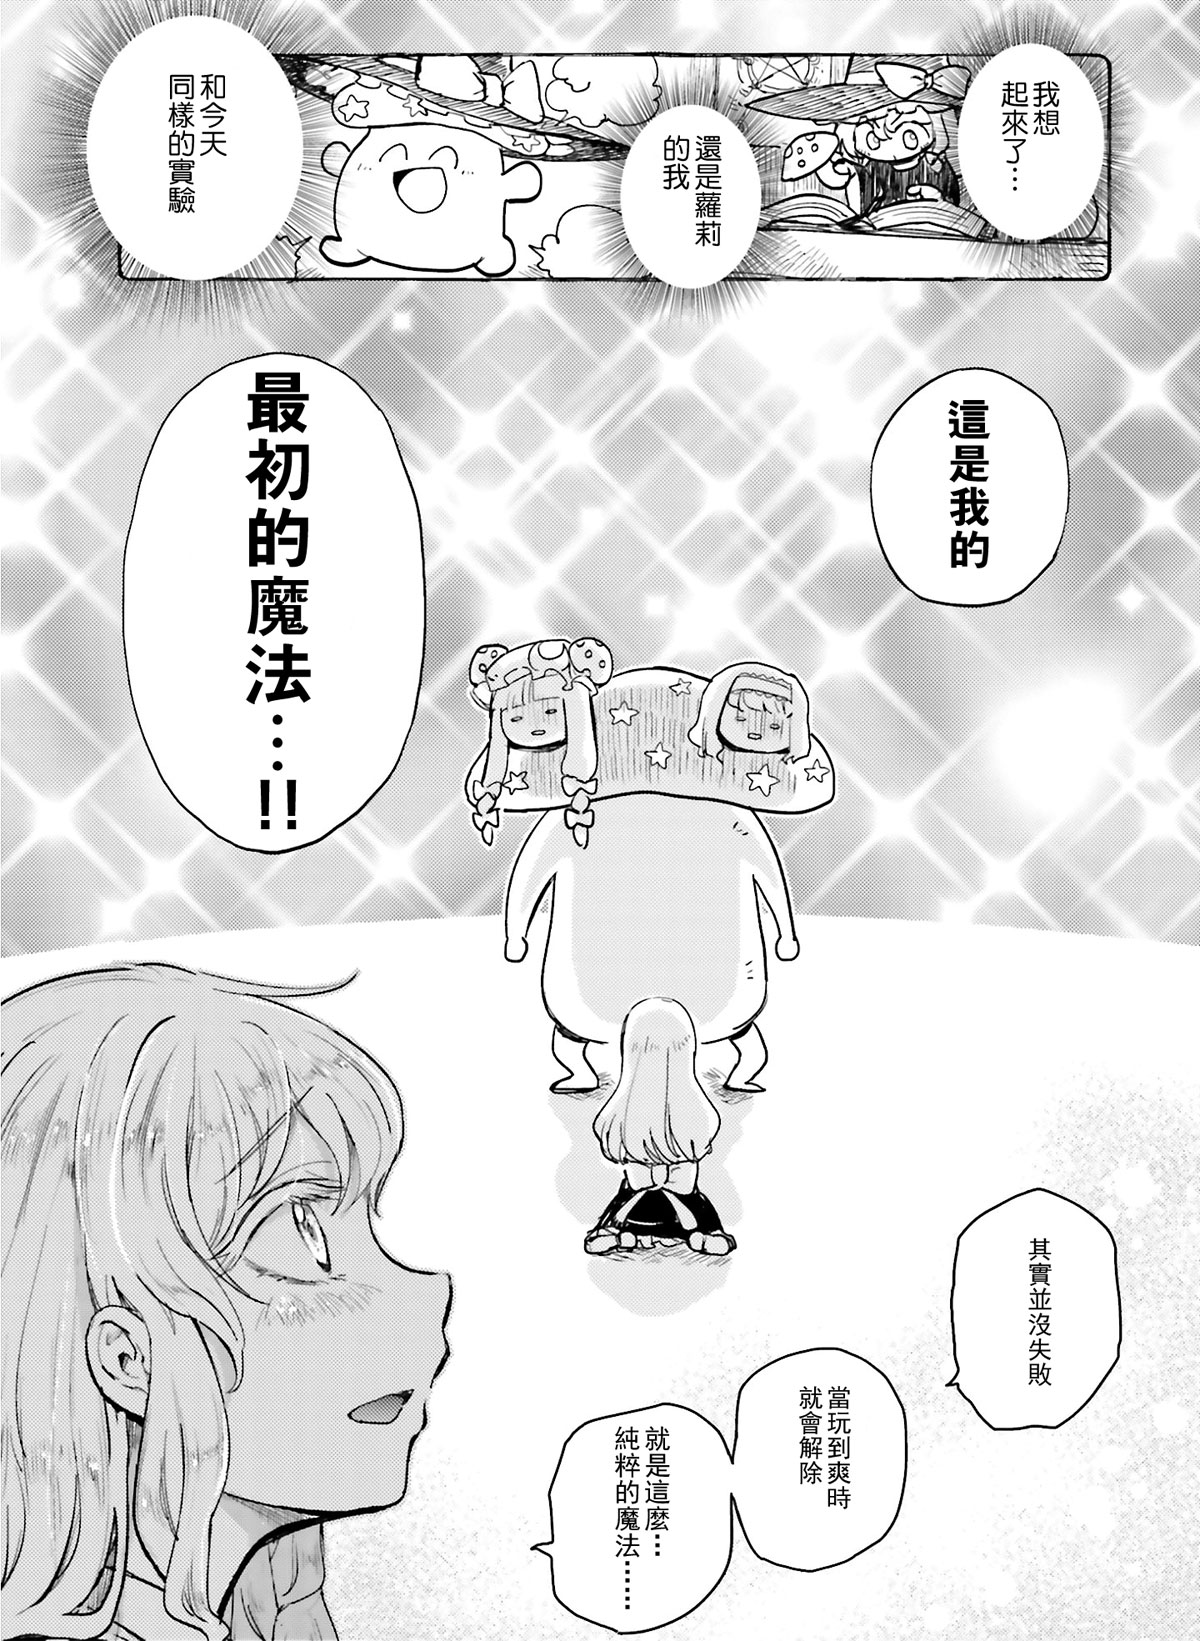 我想
起來了…
還是蘿莉
的我
和今天
同樣的實驗
這是我的
最初的魔法…!!
其實並沒失敗
當玩到爽時
就會解除
就是這麼…
純粹的魔法……